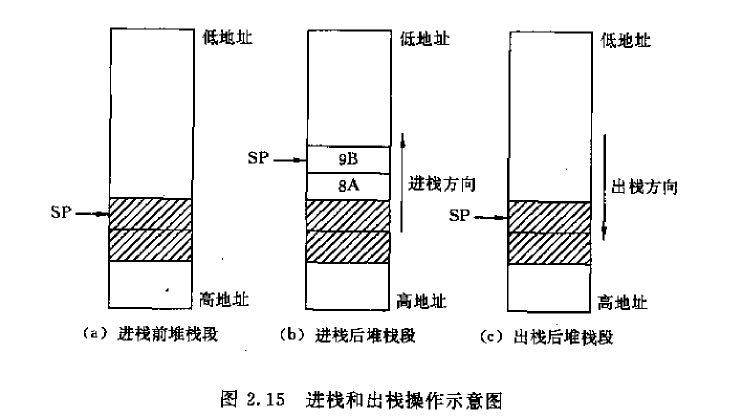 低地址
低地址
低地址
SP
9B
8A
进栈方向
出栈方向
SP
SP
高地址
高地址
高地址
(a) 进栈前堆栈段
(b) 进栈后堆栈段
(c) 出栈后堆栈段
图 2.15 进栈和出栈操作示意图